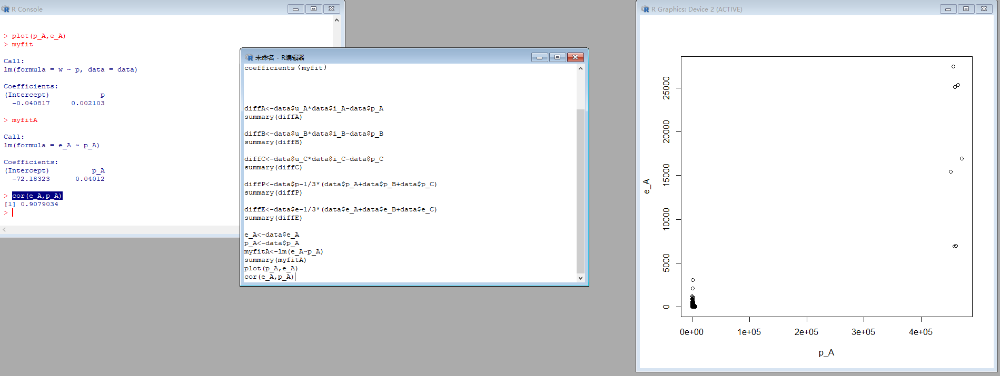 R Console
> plot(p_A,e_A)
> myfit
Call:
lm(formula = w ~ p, data = data)
Coefficients:
(Intercept)            p
  -0.040817     0.002103
> myfitA
Call:
lm(formula = e_A ~ p_A)
Coefficients:
(Intercept)          p_A
  -72.18323      0.04012
> cor(e_A,p_A)
[1] 0.9079034
>
未命名 - R编辑器
coefficients(myfit)
diffA<-data$u_A*data$i_A-data$p_A
summary(diffA)
diffB<-data$u_B*data$i_B-data$p_B
summary(diffB)
diffC<-data$u_C*data$i_C-data$p_C
summary(diffC)
diffP<-data$p-1/3*(data$p_A+data$p_B+data$p_C)
summary(diffP)
diffE<-data$e-1/3*(data$e_A+data$e_B+data$e_C)
summary(diffE)
e_A<-data$e_A
p_A<-data$p_A
myfitA<-lm(e_A~p_A)
summary(myfitA)
plot(p_A,e_A)
cor(e_A,p_A)
R Graphics: Device 2 (ACTIVE)
25000
20000
15000
10000
5000
0
e_A
0e+00 1e+05 2e+05 3e+05 4e+05
p_A